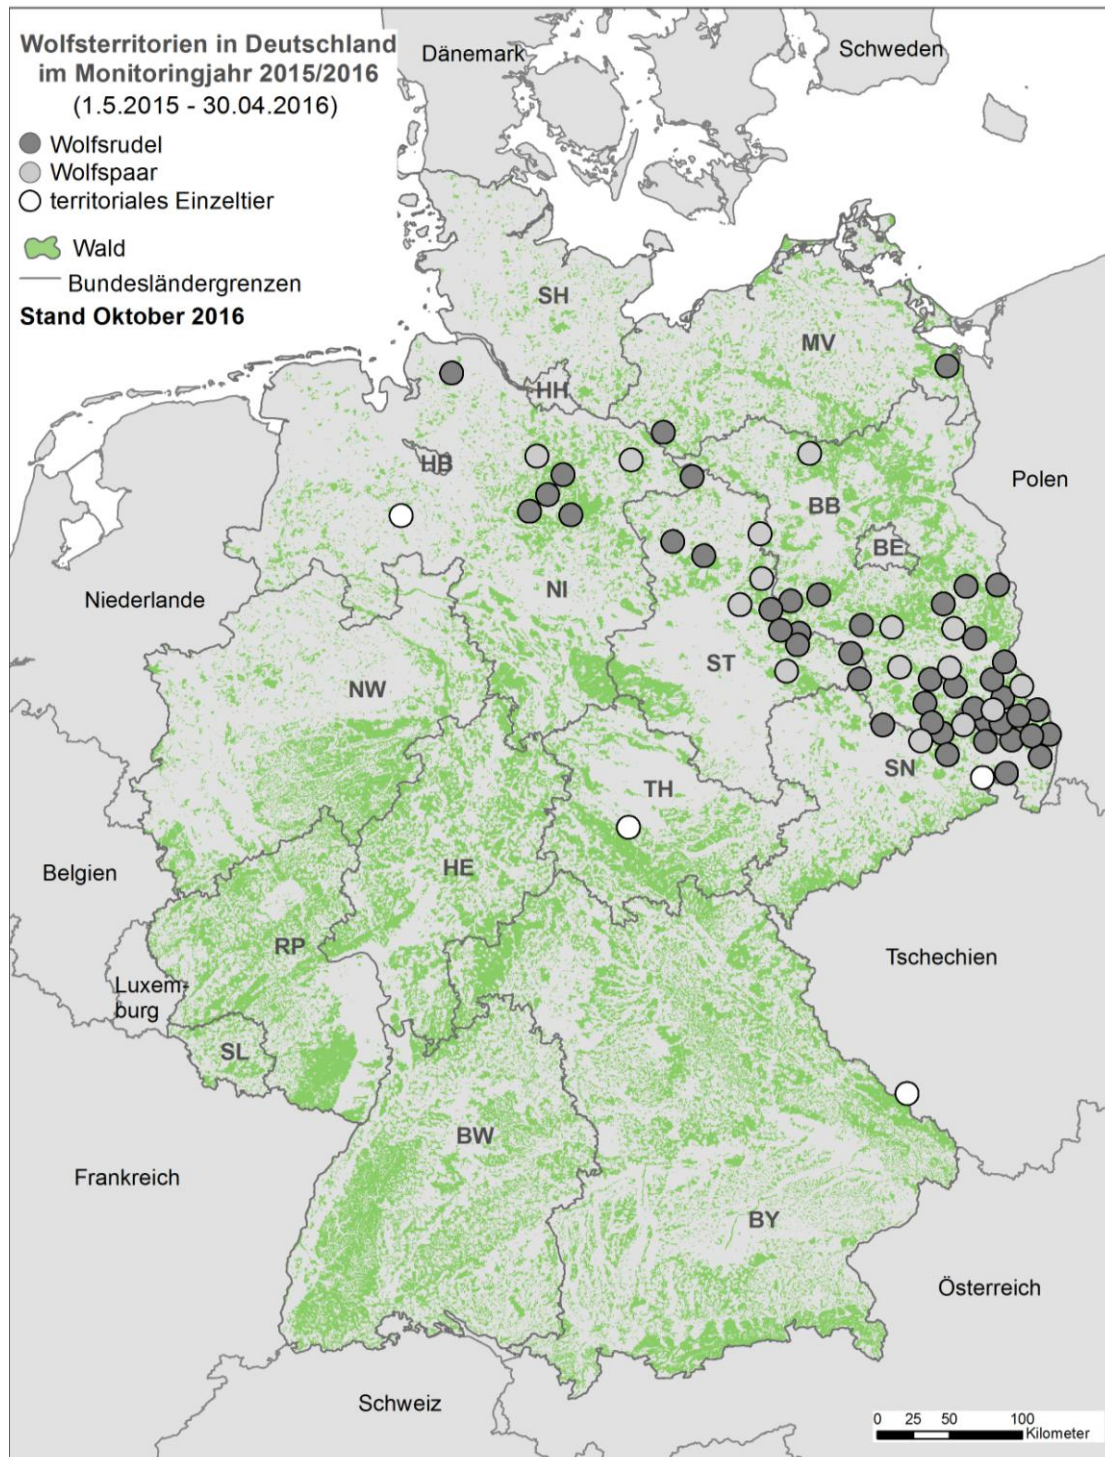 Wolfsterritorien in Deutschland
im Monitoringjahr 2015/2016
(1.5.2015 - 30.04.2016)
Wolfsrudel
Wolfspaar
territoriales Einzeltier
Wald
Bundesländergrenzen
Stand Oktober 2016
Dänemark
Schweden
SH
MV
HH
HB
Polen
BB
BE
Niederlande
NI
ST
NW
SN
TH
HE
Belgien
RP
Tschechien
Luxem-
burg
SL
BW
Frankreich
BY
Österreich
Schweiz
0 25 50 100
Kilometer